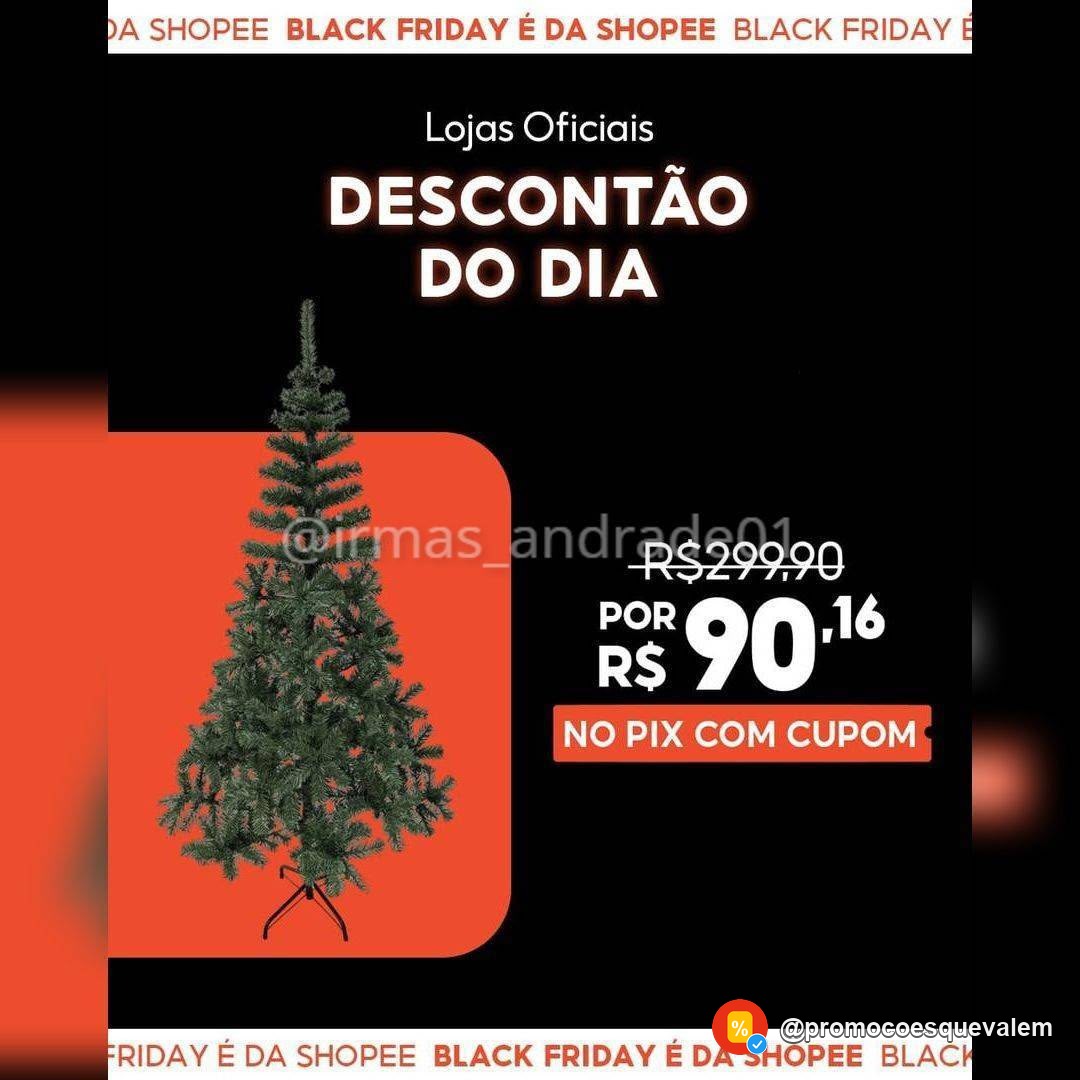 DA SHOPEE BLACK FRIDAY É DA SHOPEE BLACK FRIDAY É
Lojas Oficiais
DESCONTÃO
DO DIA
@irmas_andrade01
R$299,90
POR
R$ 90,16
NO PIX COM CUPOM
%
@promocoesquevalem
FRIDAY É DA SHOPEE BLACK FRIDAY É DA SHOPEE BLACK